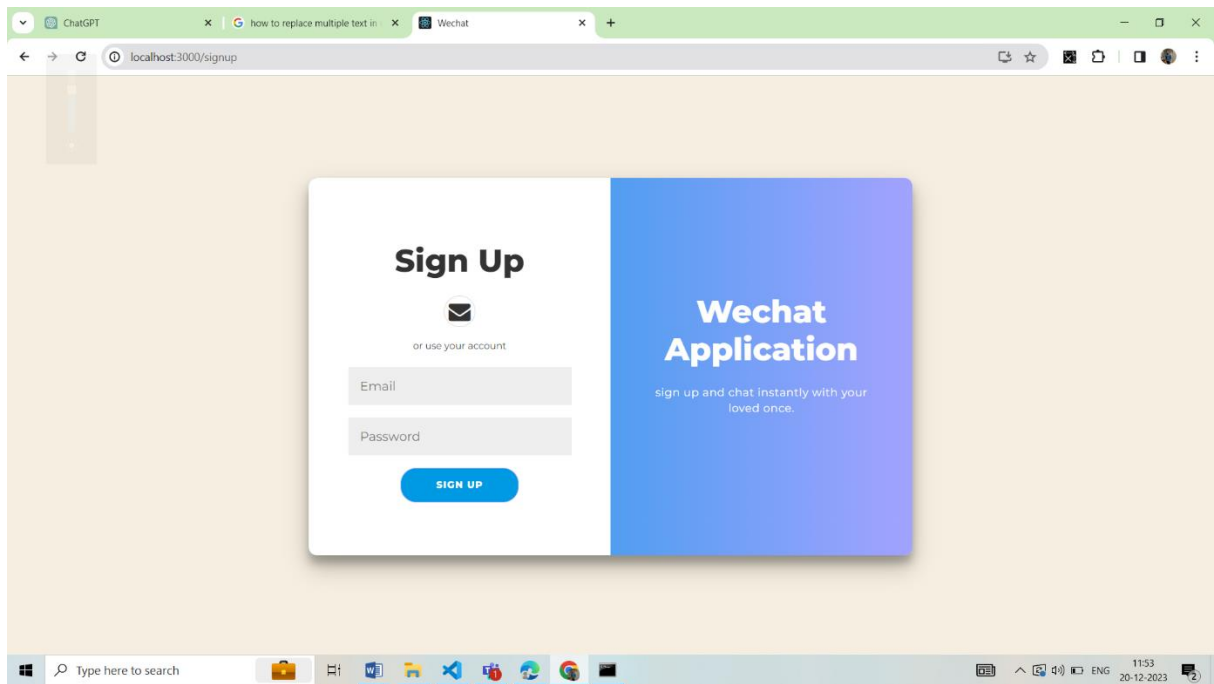 ChatGPT
how to replace multiple text in
Wechat
localhost:3000/signup
Sign Up
or use your account
Email
Password
SIGN UP
Wechat
Application
sign up and chat instantly with your
loved once.
Type here to search
ENG
11:53
20-12-2023
2